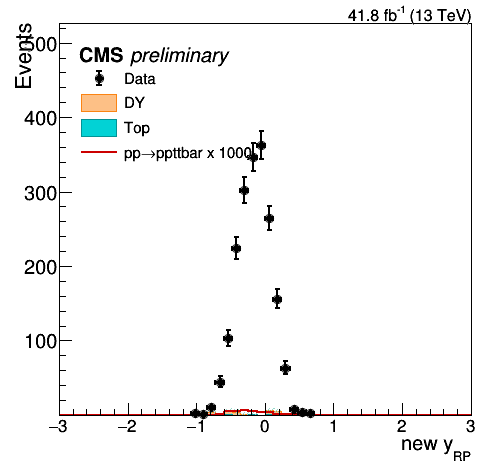 41.8 fb⁻¹ (13 TeV)
Events
CMS preliminary
Data
DY
Top
pp→ppttbar x 1000
500
400
300
200
100
−3 −2 −1 0 1 2 3
new y_RP